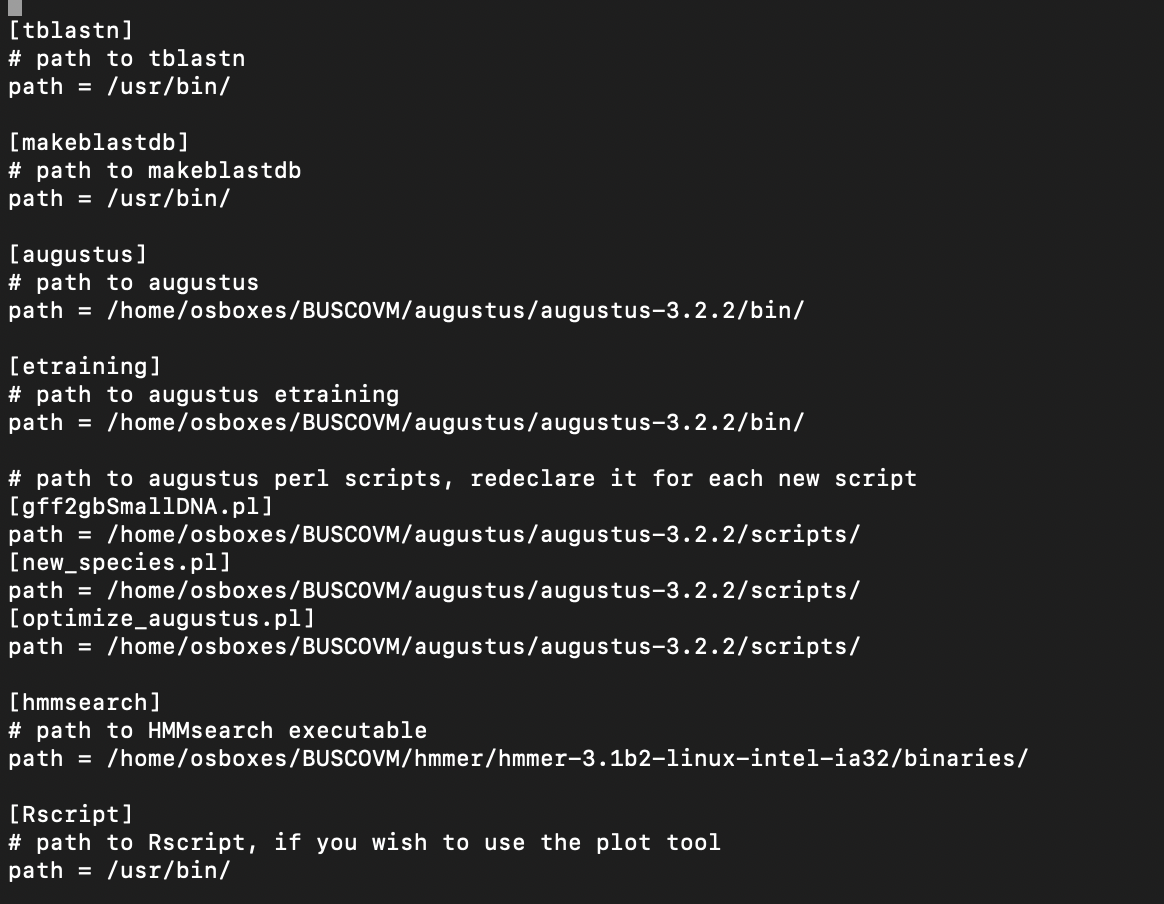 [tblastn]
# path to tblastn
path = /usr/bin/
[makeblastdb]
# path to makeblastdb
path = /usr/bin/
[augustus]
# path to augustus
path = /home/osboxes/BUSCOVM/augustus/augustus-3.2.2/bin/
[etraining]
# path to augustus etraining
path = /home/osboxes/BUSCOVM/augustus/augustus-3.2.2/bin/
# path to augustus perl scripts, redeclare it for each new script
[gff2gbSmallDNA.pl]
path = /home/osboxes/BUSCOVM/augustus/augustus-3.2.2/scripts/
[new_species.pl]
path = /home/osboxes/BUSCOVM/augustus/augustus-3.2.2/scripts/
[optimize_augustus.pl]
path = /home/osboxes/BUSCOVM/augustus/augustus-3.2.2/scripts/
[hmmsearch]
# path to HMMsearch executable
path = /home/osboxes/BUSCOVM/hmmer/hmmer-3.1b2-linux-intel-ia32/binaries/
[Rscript]
# path to Rscript, if you wish to use the plot tool
path = /usr/bin/